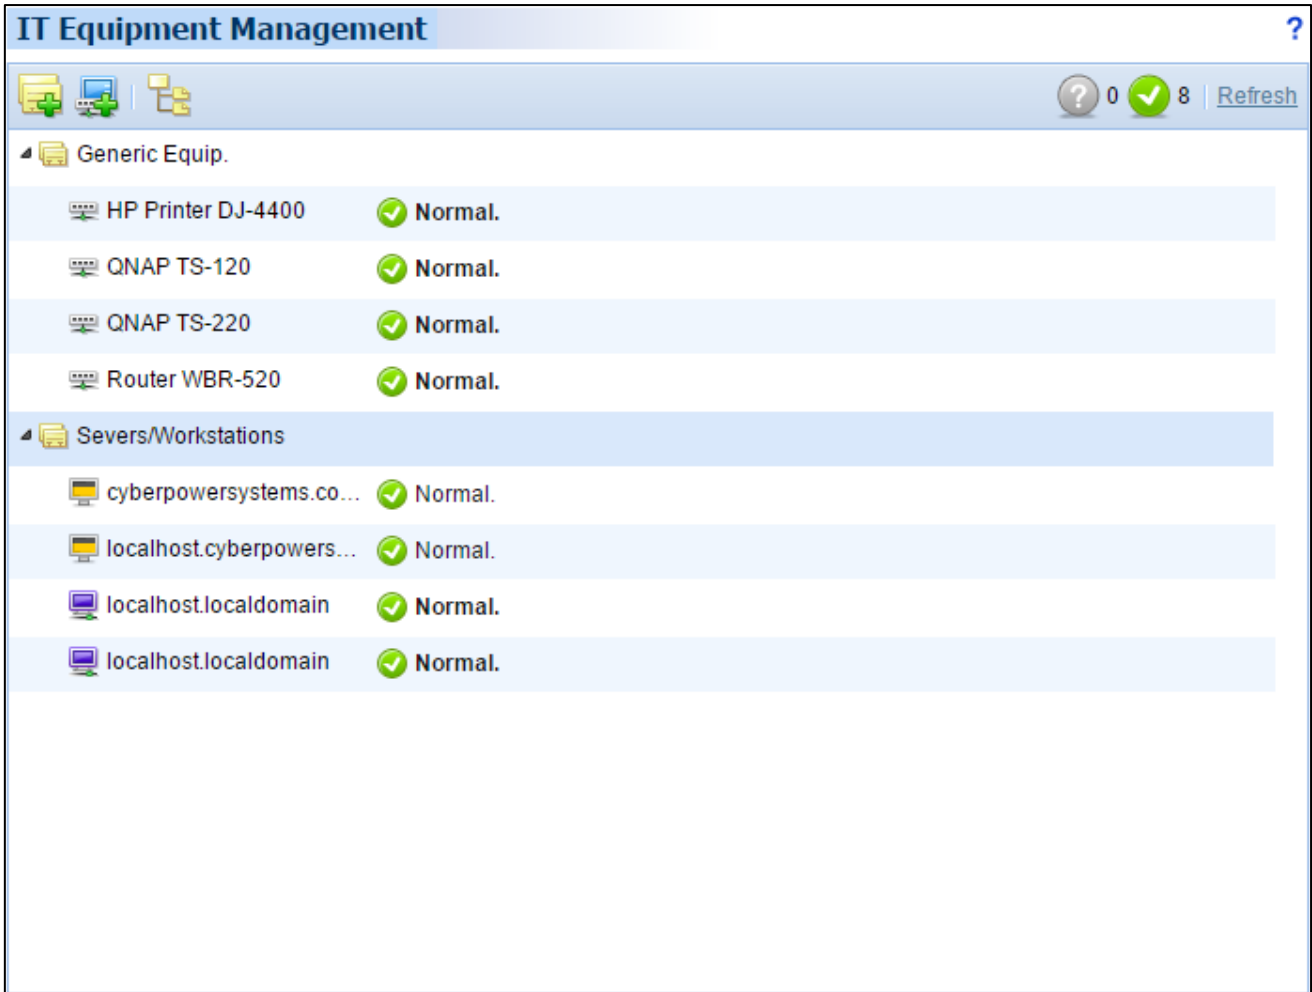 IT Equipment Management ?
? 0 8 Refresh
Generic Equip.
HP Printer DJ-4400 Normal.
QNAP TS-120 Normal.
QNAP TS-220 Normal.
Router WBR-520 Normal.
Severs/Workstations
cyberpowersystems.co... Normal.
localhost.cyberpowers... Normal.
localhost.localdomain Normal.
localhost.localdomain Normal.